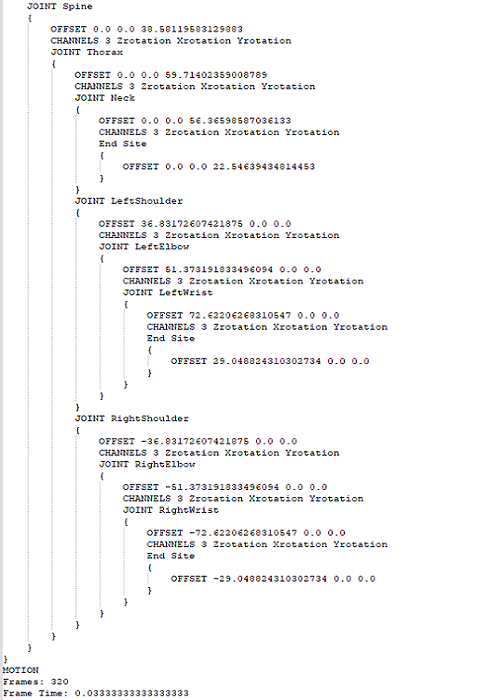 JOINT Spine
{
OFFSET 0.0 0.0 38.58119583129883
CHANNELS 3 Zrotation Xrotation Yrotation
JOINT Thorax
{
OFFSET 0.0 0.0 59.71402359008789
CHANNELS 3 Zrotation Xrotation Yrotation
JOINT Neck
{
OFFSET 0.0 0.0 56.36598587036133
CHANNELS 3 Zrotation Xrotation Yrotation
End Site
{
OFFSET 0.0 0.0 22.54639434814453
}
}
JOINT LeftShoulder
{
OFFSET 36.83172607421875 0.0 0.0
CHANNELS 3 Zrotation Xrotation Yrotation
JOINT LeftElbow
{
OFFSET 51.373191833496094 0.0 0.0
CHANNELS 3 Zrotation Xrotation Yrotation
JOINT LeftWrist
{
OFFSET 72.62206268310547 0.0 0.0
CHANNELS 3 Zrotation Xrotation Yrotation
End Site
{
OFFSET 29.048824310302734 0.0 0.0
}
}
}
}
JOINT RightShoulder
{
OFFSET -36.83172607421875 0.0 0.0
CHANNELS 3 Zrotation Xrotation Yrotation
JOINT RightElbow
{
OFFSET -51.373191833496094 0.0 0.0
CHANNELS 3 Zrotation Xrotation Yrotation
JOINT RightWrist
{
OFFSET -72.62206268310547 0.0 0.0
CHANNELS 3 Zrotation Xrotation Yrotation
End Site
{
OFFSET -29.048824310302734 0.0 0.0
}
}
}
}
}
}
}
MOTION
Frames: 320
Frame Time: 0.03333333333333333